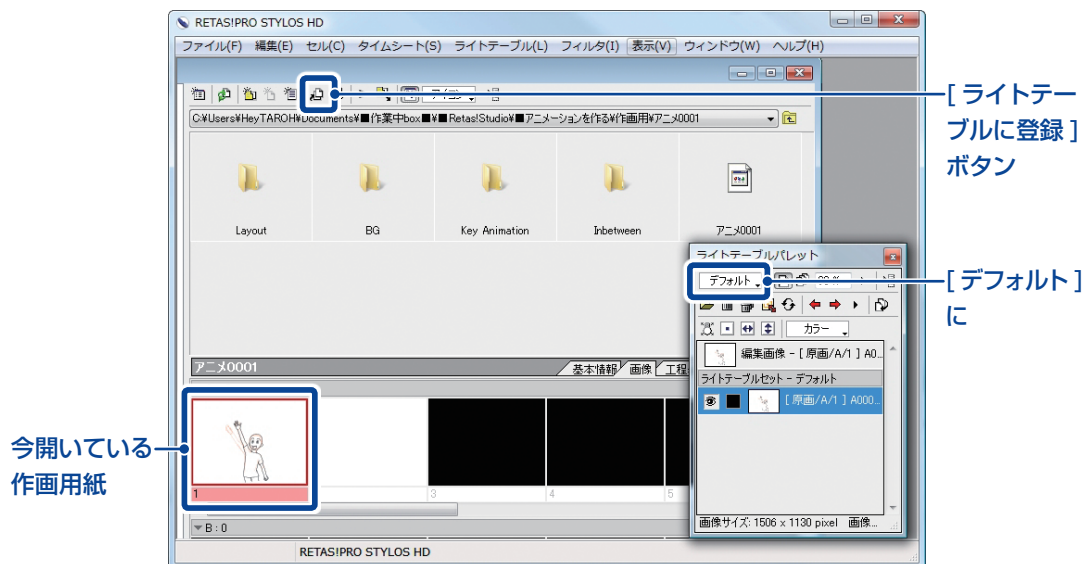 RETAS!PRO STYLOS HD
ファイル(F) 編集(E) セル(C) タイムシート(S) ライトテーブル(L) フィルタ(I) 表示(V) ウィンドウ(W) ヘルプ(H)
アイコン
C:¥Users¥HeyTAROH¥Documents¥■作業中box■¥■Retas!Studio¥■アニメーションを作る¥作画用¥アニメ0001
[ ライトテー
ブルに登録 ]
ボタン
Layout BG Key Animation Inbetween アニメ0001
ライトテーブルパレット
デフォルト
[ デフォルト ]
に
カラー
編集画像 - [ 原画/A/1 ] A0...
ライトテーブルセット - デフォルト
[ 原画/A/1 ] A000...
アニメ0001 基本情報 画像 工程
今開いている
作画用紙
1 3 4 5
画像サイズ: 1506 x 1130 pixel 画像...
B : 0
RETAS!PRO STYLOS HD